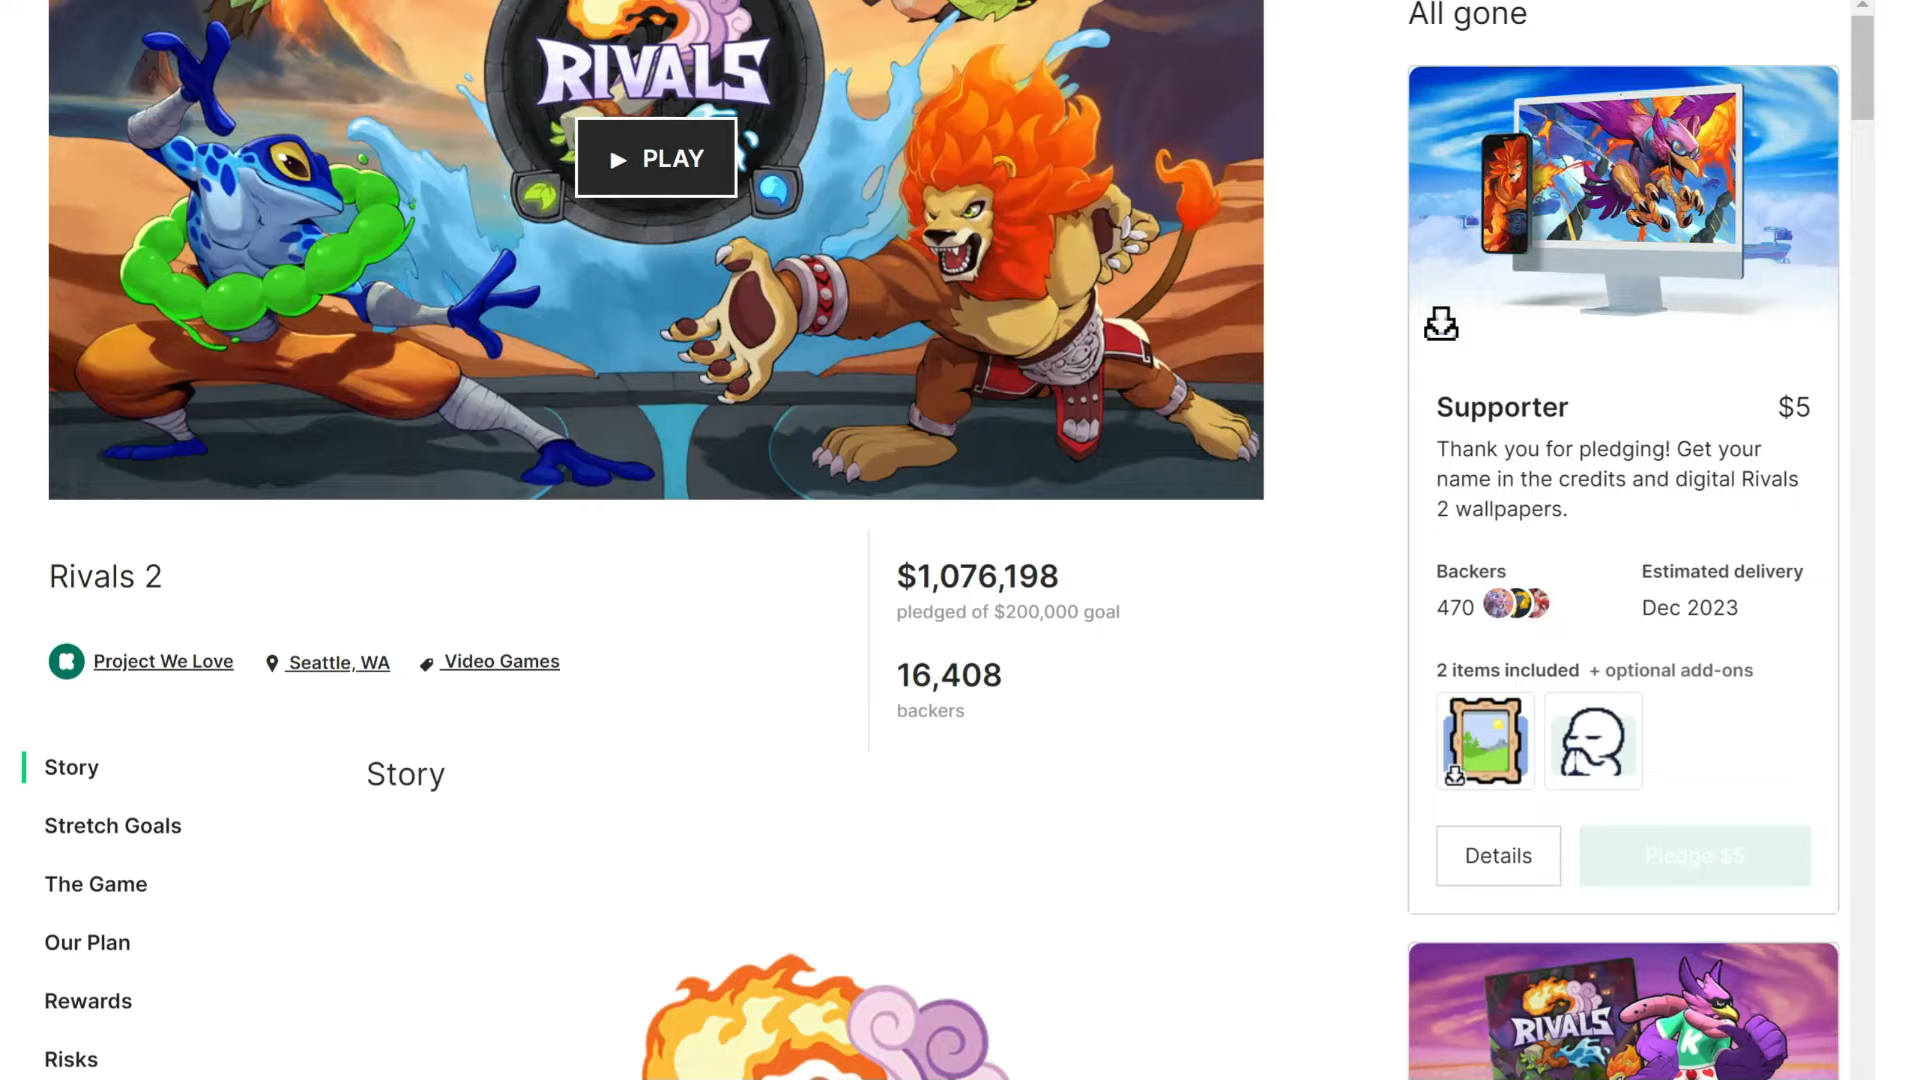 RIVALS
PLAY
Rivals 2
Project We Love
Seattle, WA
Video Games
$1,076,198
pledged of $200,000 goal
16,408
backers
Story
Stretch Goals
The Game
Our Plan
Rewards
Risks
Story
All gone
Supporter
$5
Thank you for pledging! Get your
name in the credits and digital Rivals
2 wallpapers.
Backers
470
Estimated delivery
Dec 2023
2 items included + optional add-ons
Details
Pledge $5
RIVALS
K